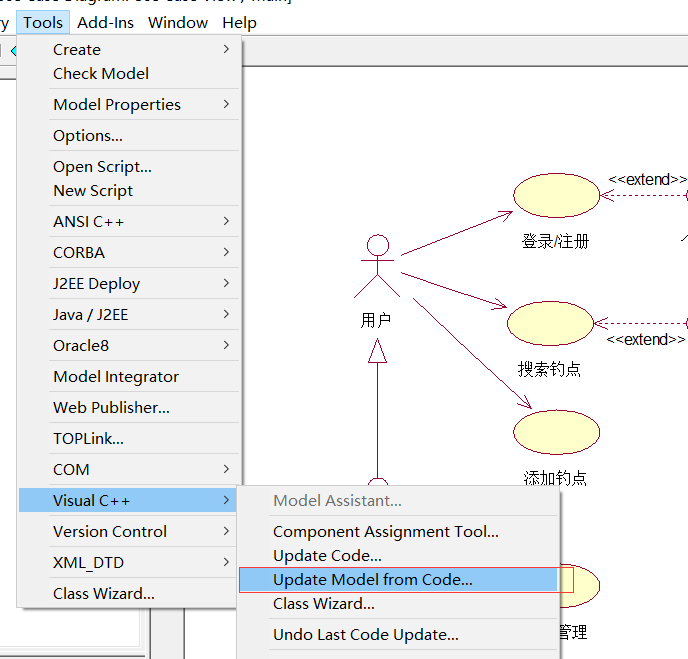 Tools Add-Ins Window Help
Create
Check Model
Model Properties
Options...
Open Script...
New Script
ANSI C++
CORBA
J2EE Deploy
Java / J2EE
Oracle8
Model Integrator
Web Publisher...
TOPLink...
COM
Visual C++
Version Control
XML_DTD
Class Wizard...
Model Assistant...
Component Assignment Tool...
Update Code...
Update Model from Code...
Class Wizard...
Undo Last Code Update...
<<extend>>
登录/注册
用户
<<extend>>
搜索钓点
添加钓点
管理